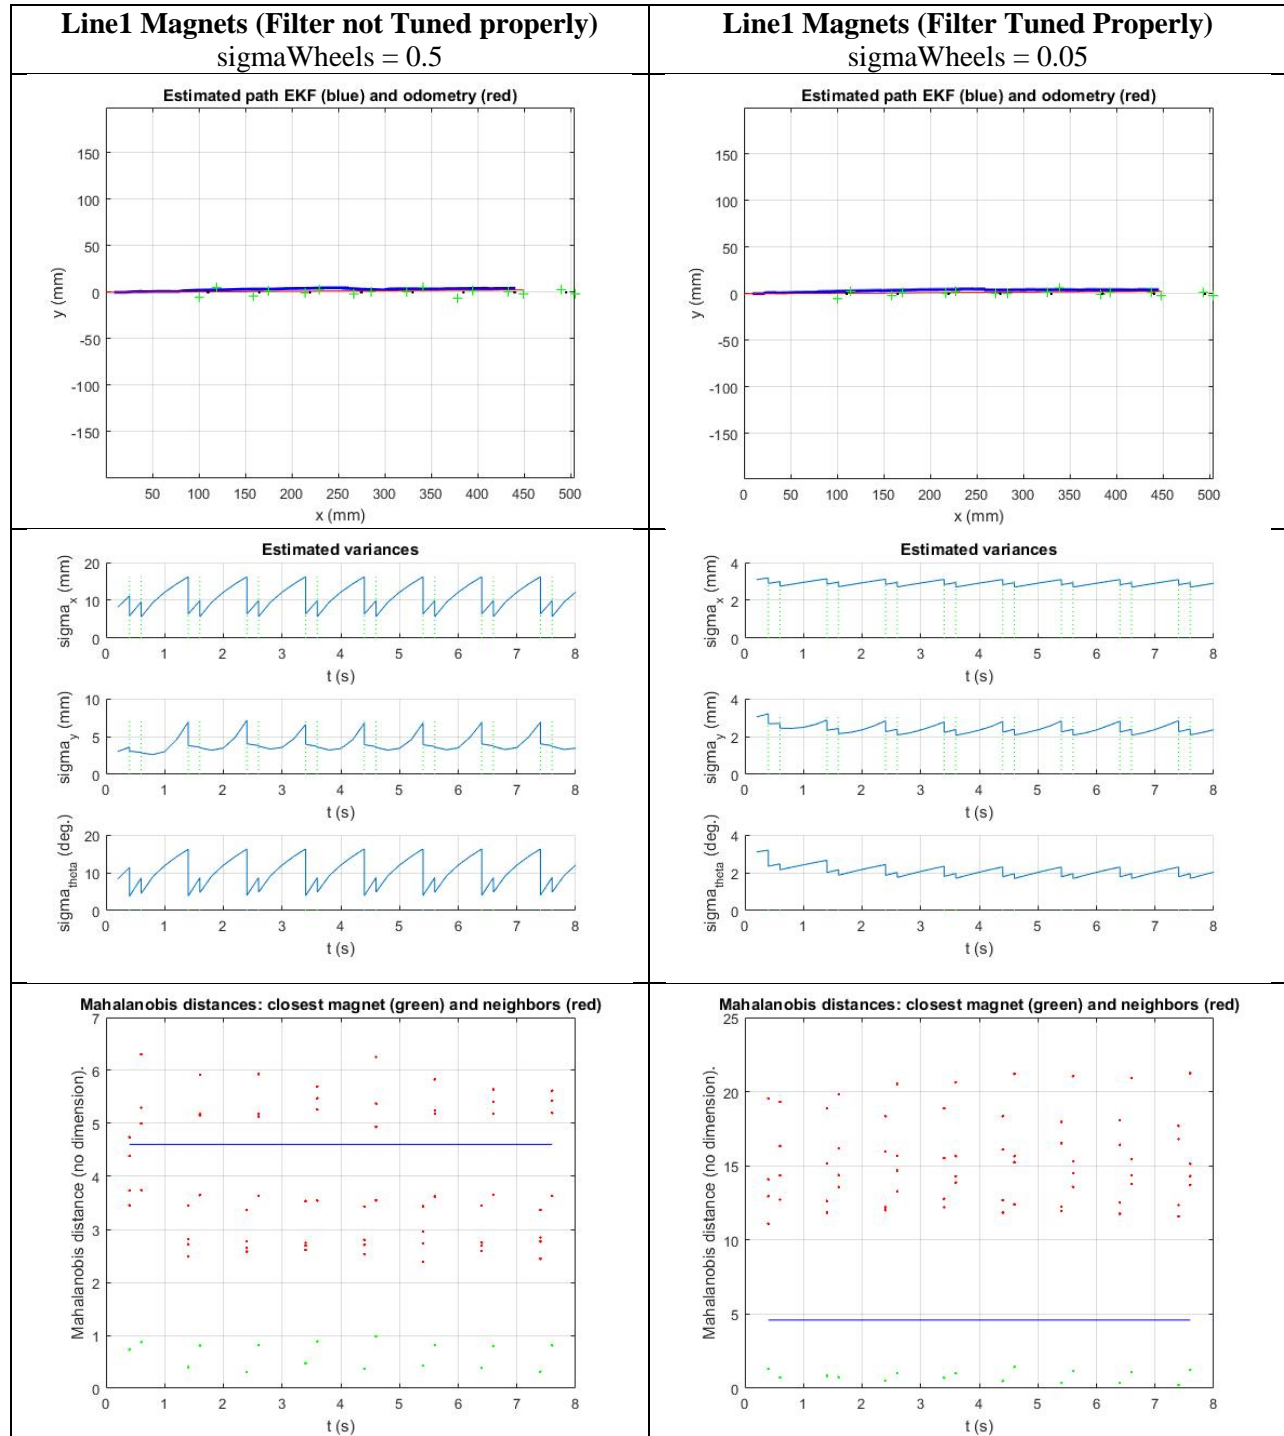 Line1 Magnets (Filter not Tuned properly)
sigmaWheels = 0.5
Line1 Magnets (Filter Tuned Properly)
sigmaWheels = 0.05
Estimated path EKF (blue) and odometry (red)
150
100
50
0
-50
-100
-150
y (mm)
50 100 150 200 250 300 350 400 450 500
x (mm)
Estimated path EKF (blue) and odometry (red)
150
100
50
0
-50
-100
-150
y (mm)
0 50 100 150 200 250 300 350 400 450 500
x (mm)
Estimated variances
sigma_x (mm)
20
10
0
0 1 2 3 4 5 6 7 8
t (s)
sigma_y (mm)
10
5
0
0 1 2 3 4 5 6 7 8
t (s)
sigma_theta (deg.)
20
10
0
0 1 2 3 4 5 6 7 8
t (s)
Estimated variances
sigma_x (mm)
4
2
0
0 1 2 3 4 5 6 7 8
t (s)
sigma_y (mm)
4
2
0
0 1 2 3 4 5 6 7 8
t (s)
sigma_theta (deg.)
4
2
0
0 1 2 3 4 5 6 7 8
t (s)
Mahalanobis distances: closest magnet (green) and neighbors (red)
7
6
5
4
3
2
1
0
Mahalanobis distance (no dimension).
0 1 2 3 4 5 6 7 8
t (s)
Mahalanobis distances: closest magnet (green) and neighbors (red)
25
20
15
10
5
0
Mahalanobis distance (no dimension).
0 1 2 3 4 5 6 7 8
t (s)